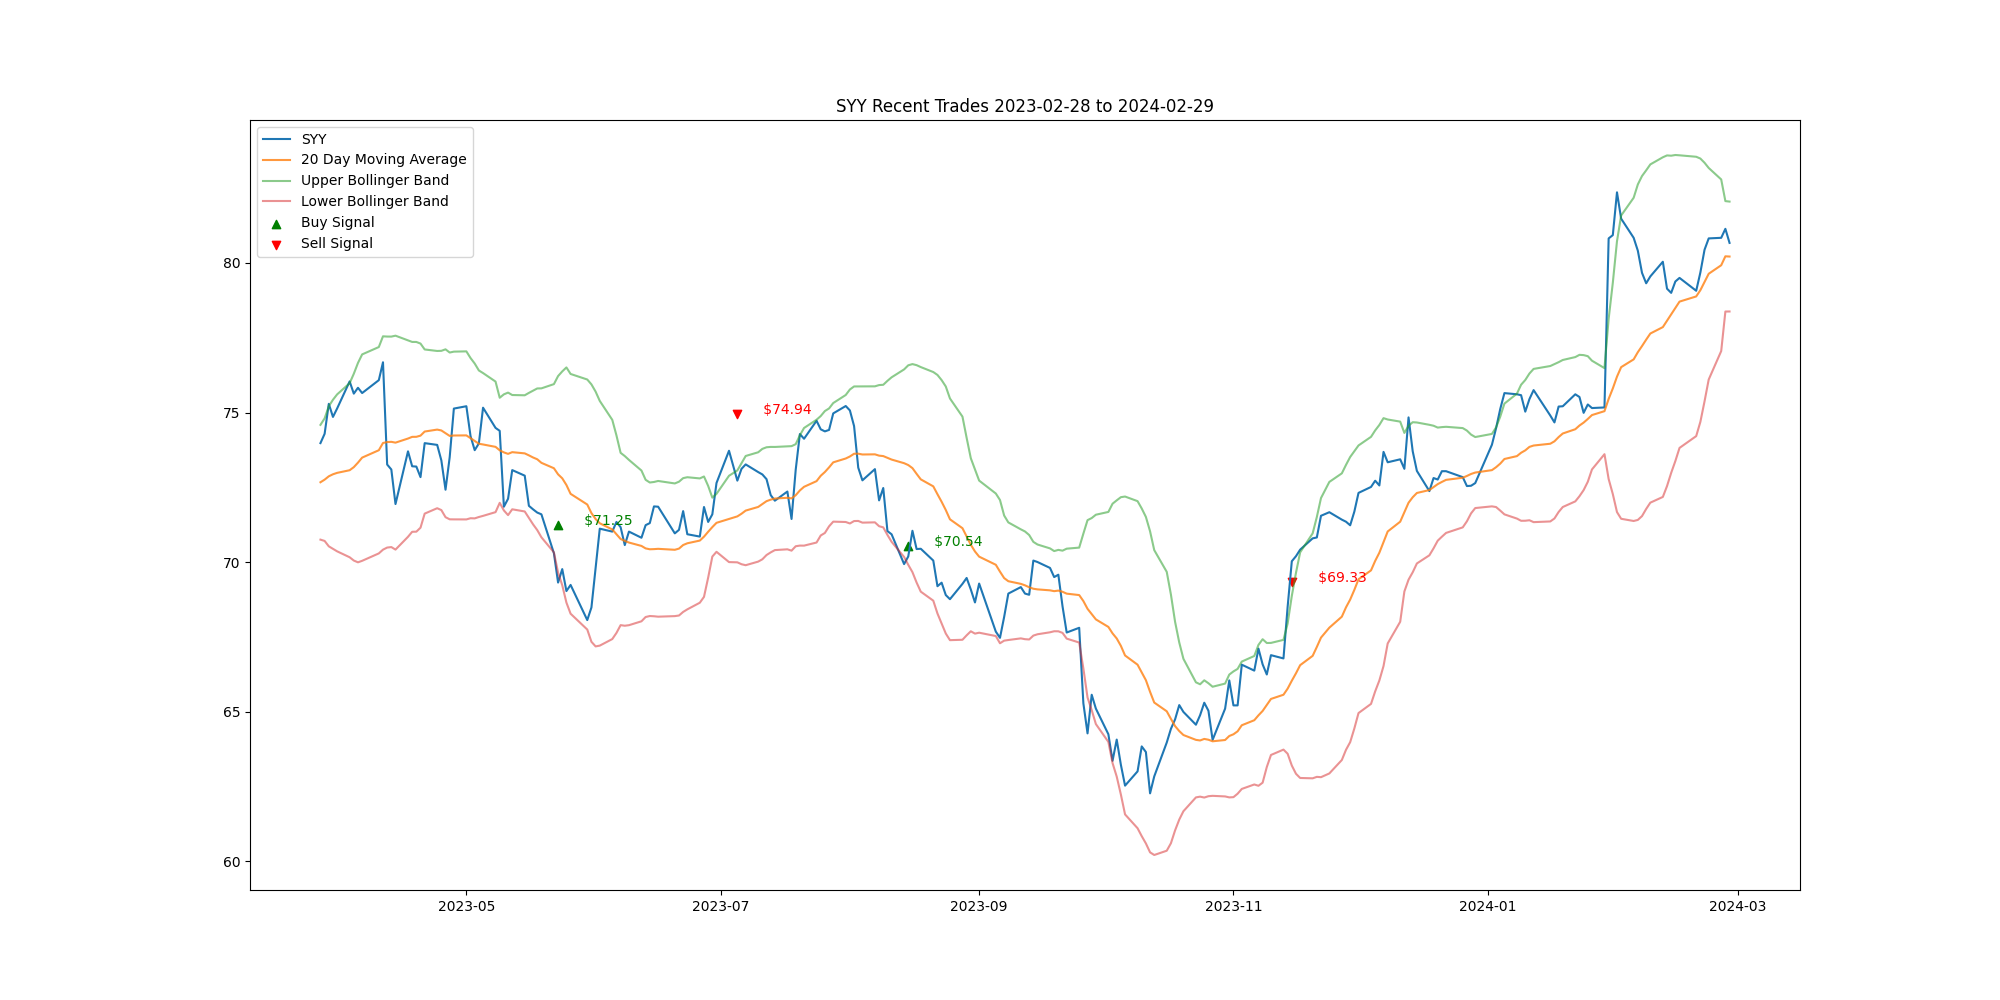 SYY Recent Trades 2023-02-28 to 2024-02-29
SYY
20 Day Moving Average
Upper Bollinger Band
Lower Bollinger Band
Buy Signal
Sell Signal
80
75
70
65
60
$74.94
$71.25
$70.54
$69.33
2023-05
2023-07
2023-09
2023-11
2024-01
2024-03